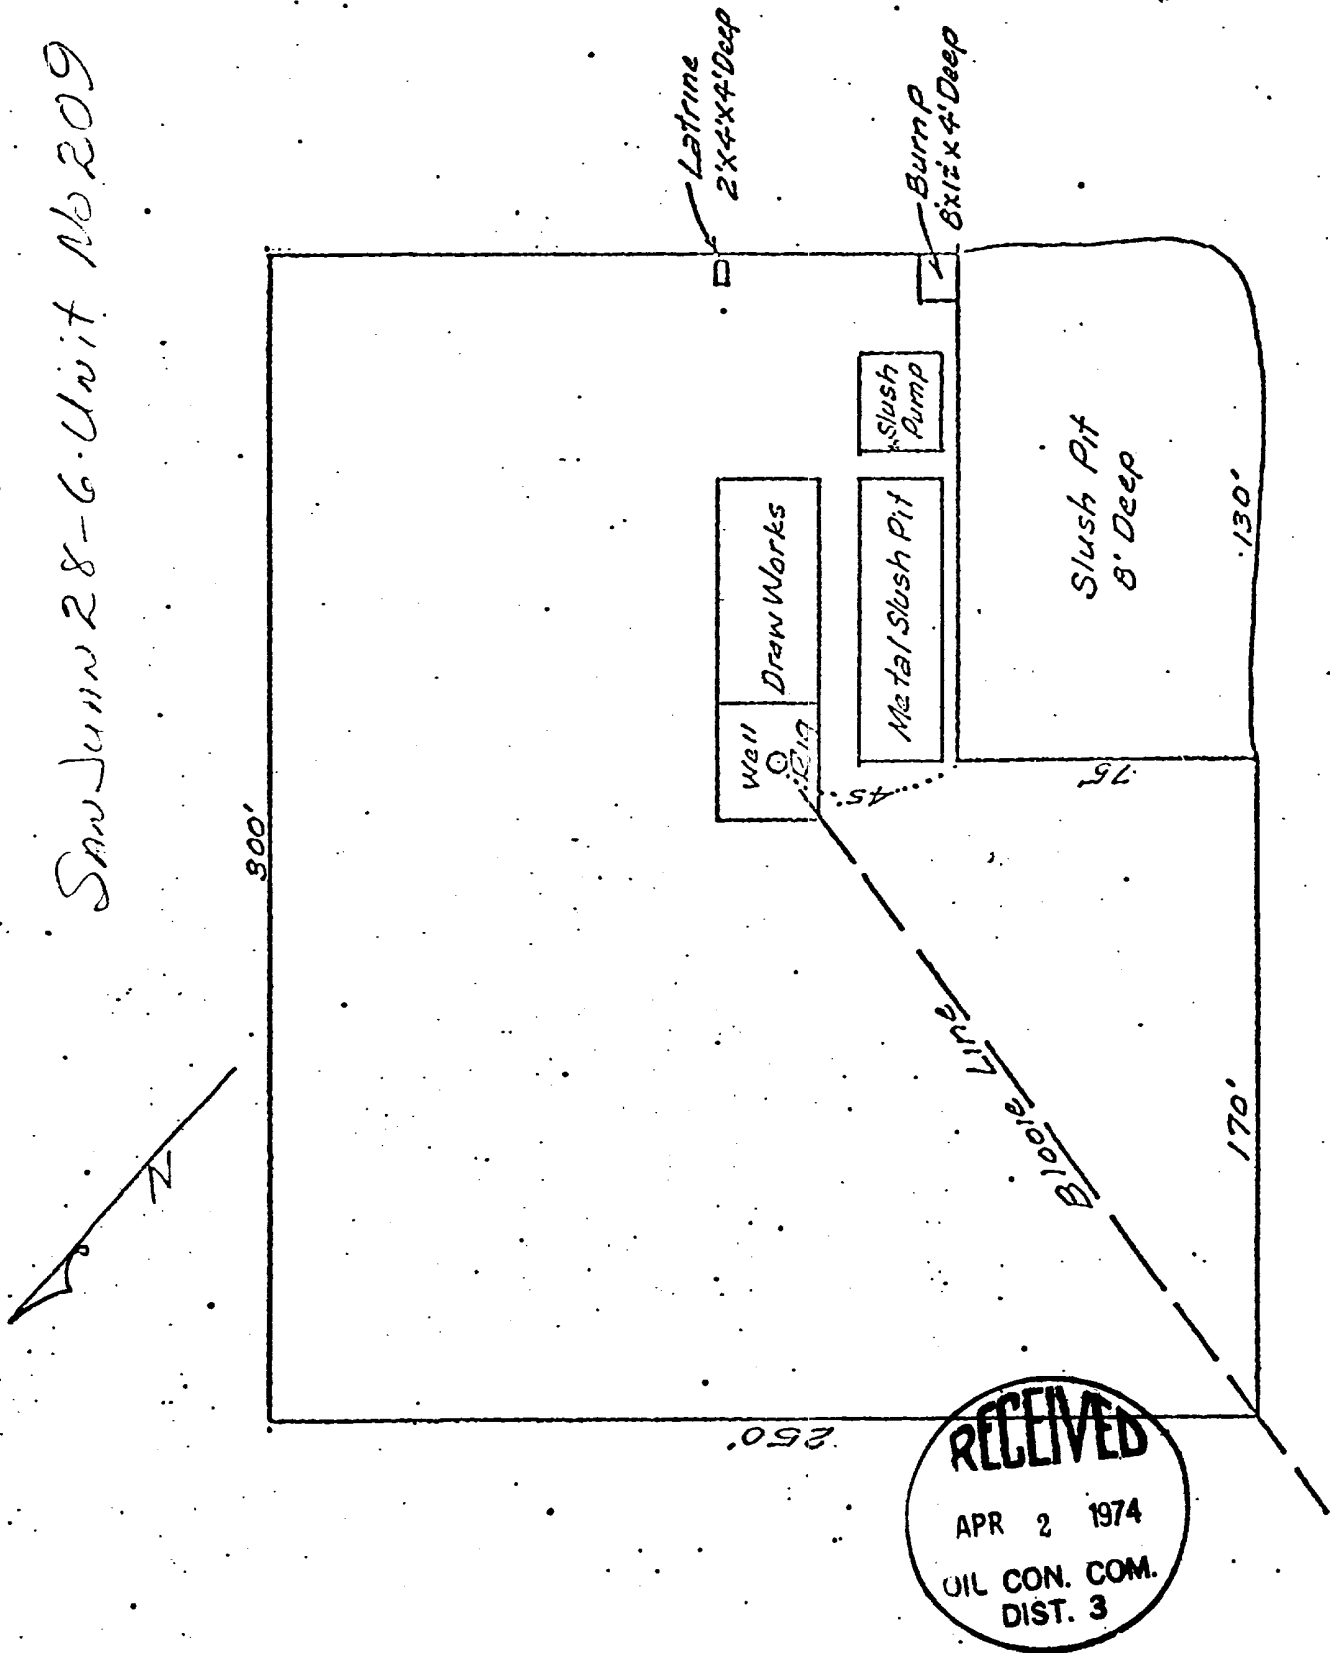 San Juan 28-6 Unit No 209
300'
Latrine
2'x4'x4' Deep
Burn P
8'x12'x4' Deep
Well
Rig
Draw Works
Slush
Pump
Metal Slush Pit
Slush Pit
8' Deep
45'
75'
130'
170'
250'
Blooie Line
N
RECEIVED
APR 2 1974
OIL CON. COM.
DIST. 3